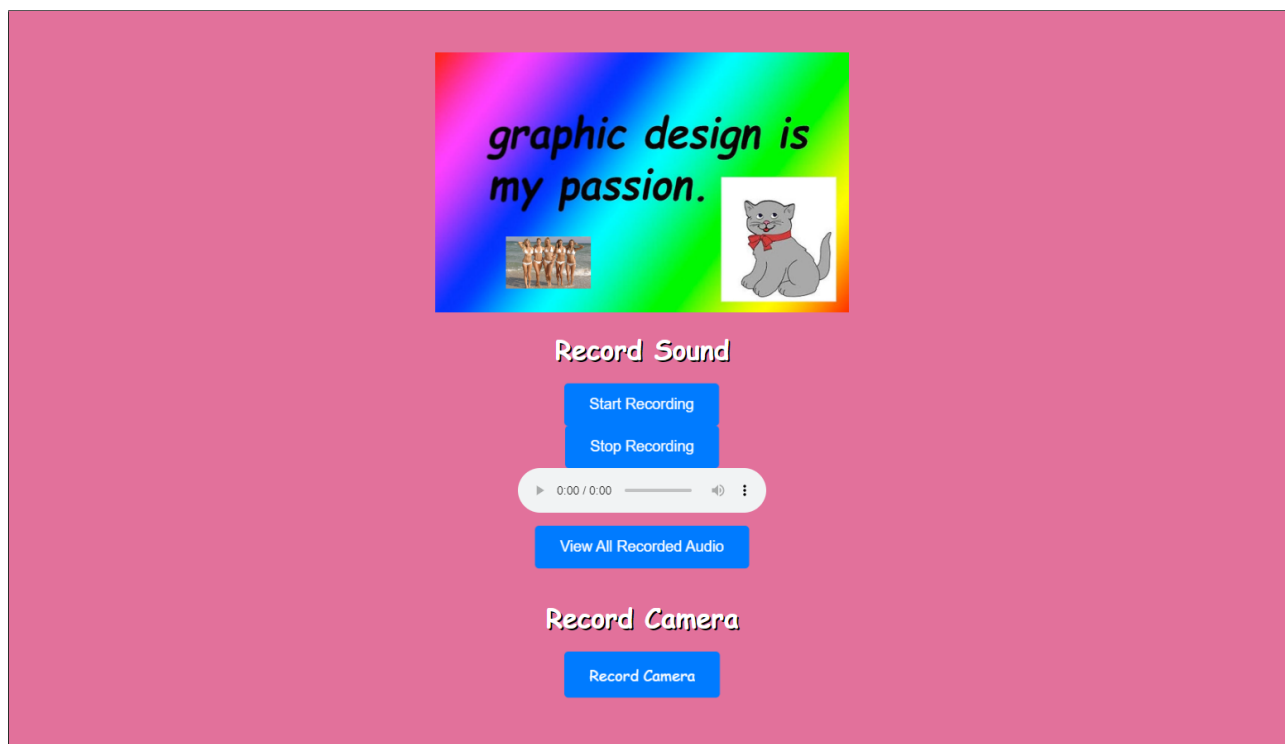 graphic design is
my passion.
Record Sound
Start Recording
Stop Recording
0:00 / 0:00
View All Recorded Audio
Record Camera
Record Camera